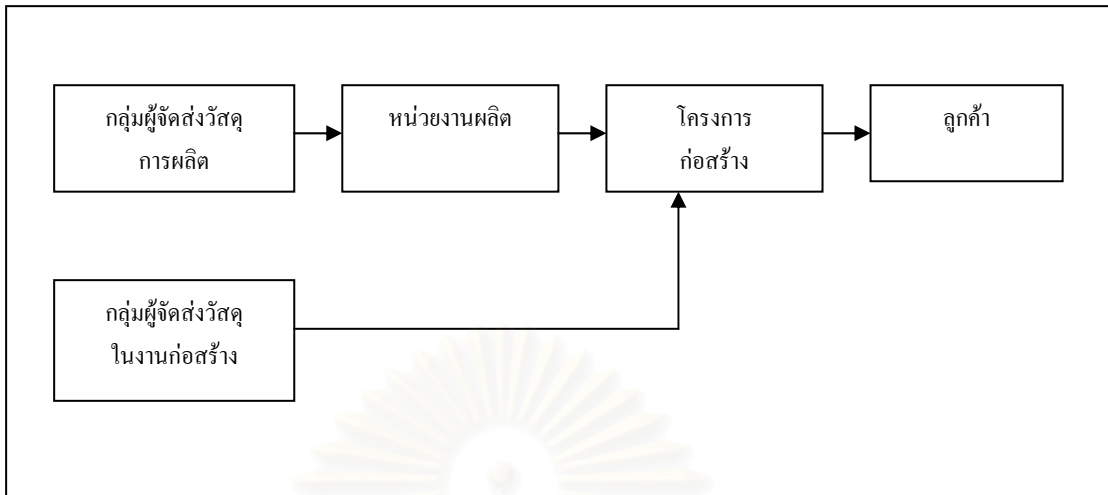 กลุ่มผู้จัดส่งวัสดุ
การผลิต
หน่วยงานผลิต
โครงการ
ก่อสร้าง
ลูกค้า
กลุ่มผู้จัดส่งวัสดุ
ในงานก่อสร้าง